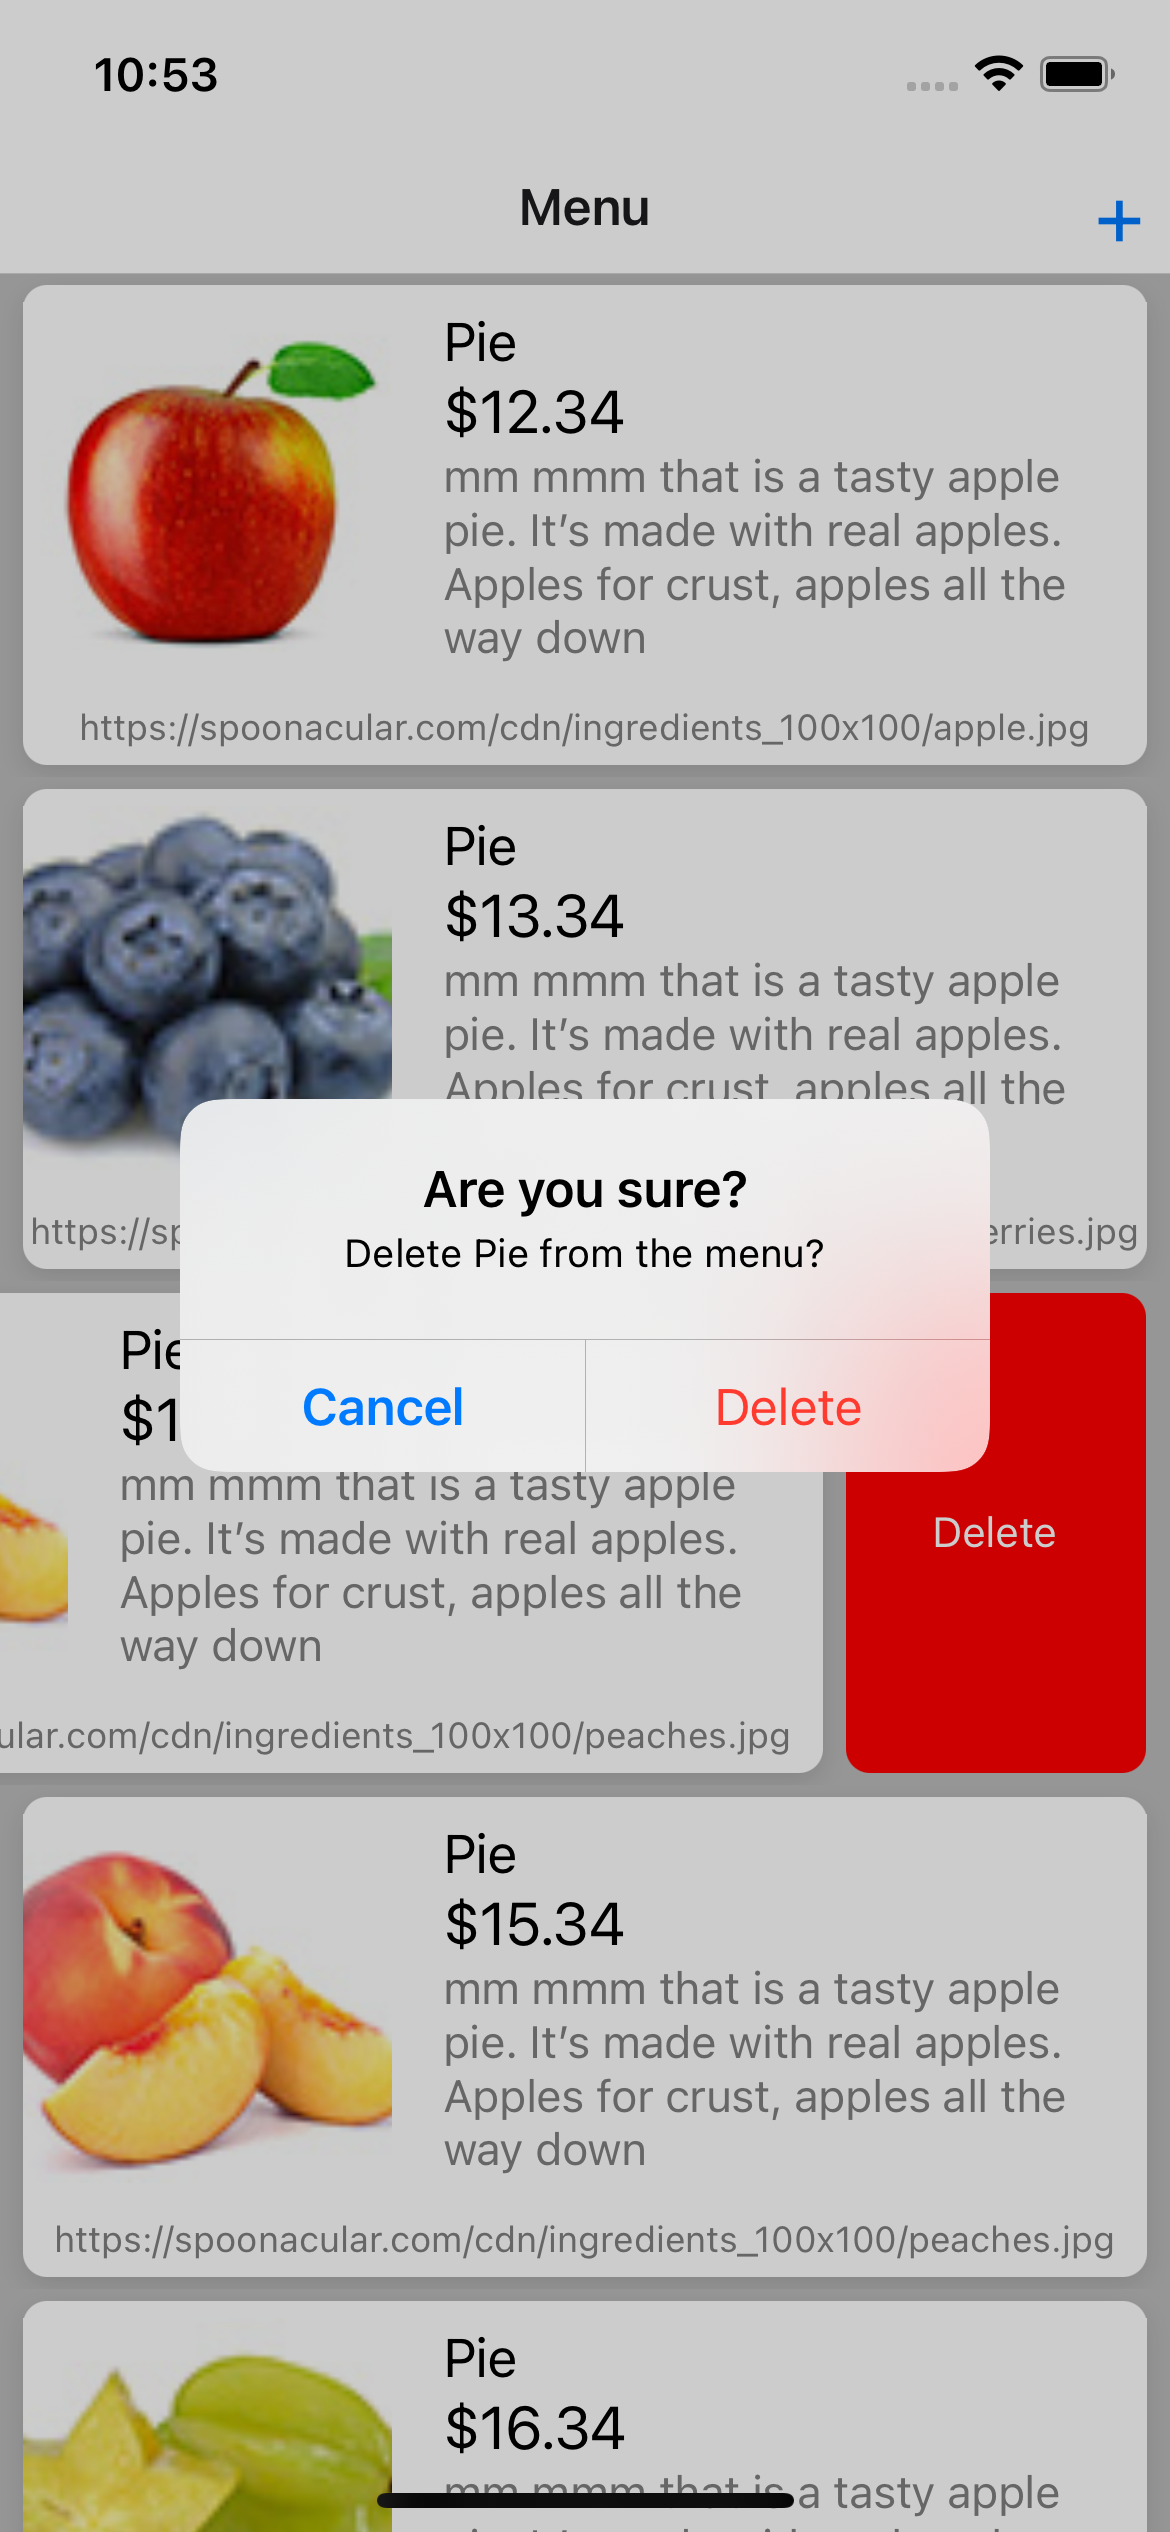 10:53
Menu
+
Pie
$12.34
mm mmm that is a tasty apple
pie. It’s made with real apples.
Apples for crust, apples all the
way down
https://spoonacular.com/cdn/ingredients_100x100/apple.jpg
Pie
$13.34
mm mmm that is a tasty apple
pie. It’s made with real apples.
Apples for crust, apples all the
https://sp
erries.jpg
Are you sure?
Delete Pie from the menu?
Cancel
Delete
Pie
$1
mm mmm that is a tasty apple
pie. It’s made with real apples.
Apples for crust, apples all the
way down
ular.com/cdn/ingredients_100x100/peaches.jpg
Delete
Pie
$15.34
mm mmm that is a tasty apple
pie. It’s made with real apples.
Apples for crust, apples all the
way down
https://spoonacular.com/cdn/ingredients_100x100/peaches.jpg
Pie
$16.34
mm mmm that is a tasty apple